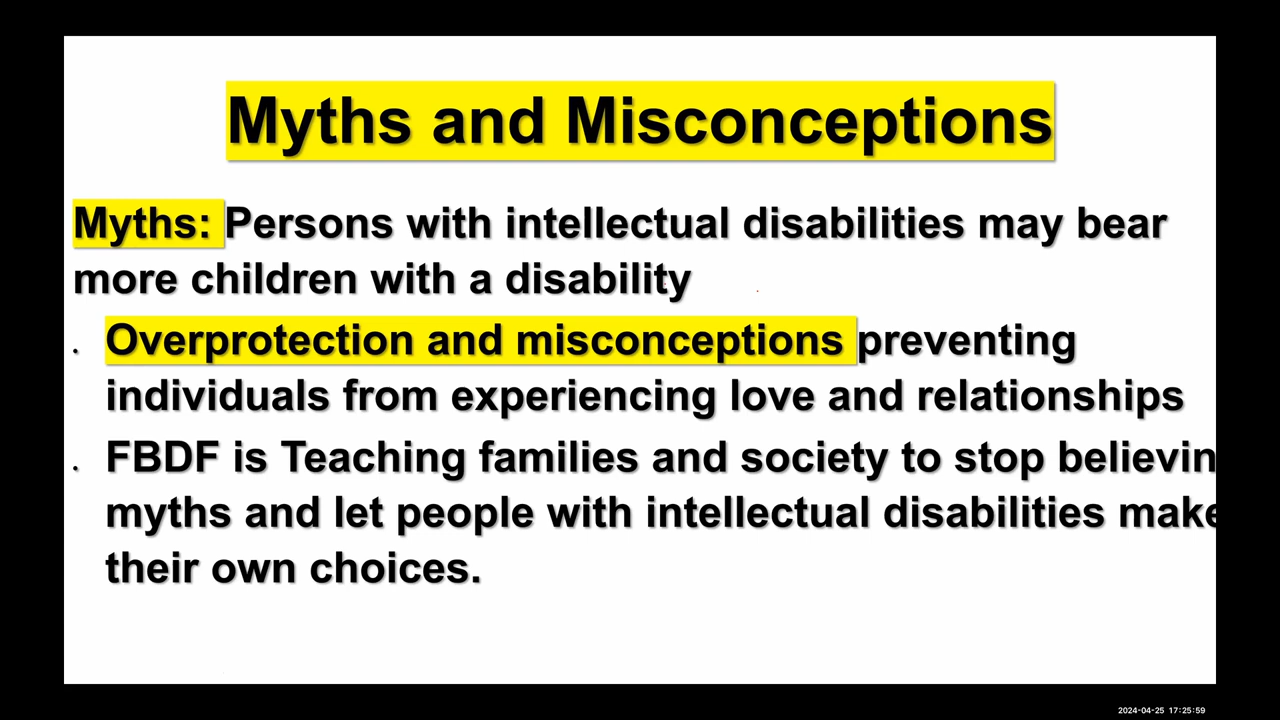 Myths and Misconceptions
Myths: Persons with intellectual disabilities may bear
more children with a disability
. Overprotection and misconceptions preventing
individuals from experiencing love and relationships
. FBDF is Teaching families and society to stop believin
myths and let people with intellectual disabilities make
their own choices.
2024-04-25 17:25:59